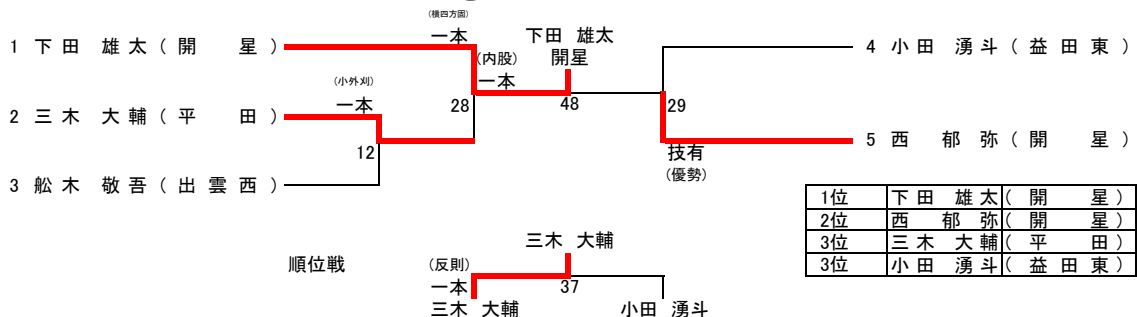 (横四方固)
一本
1 下田 雄太(開 星)
下田 雄太
開星
4 小田 湧斗(益田東)
(内股)
一本
(小外刈)
一本
28
48
29
2 三木 大輔(平 田)
12
5 西 郁弥(開 星)
技有
(優勢)
3 舩木 敬吾(出雲西)
1位 下田 雄太(開 星)
2位 西 郁弥(開 星)
3位 三木 大輔(平 田)
3位 小田 湧斗(益田東)
三木 大輔
順位戦
(反則)
一本
37
三木 大輔
小田 湧斗